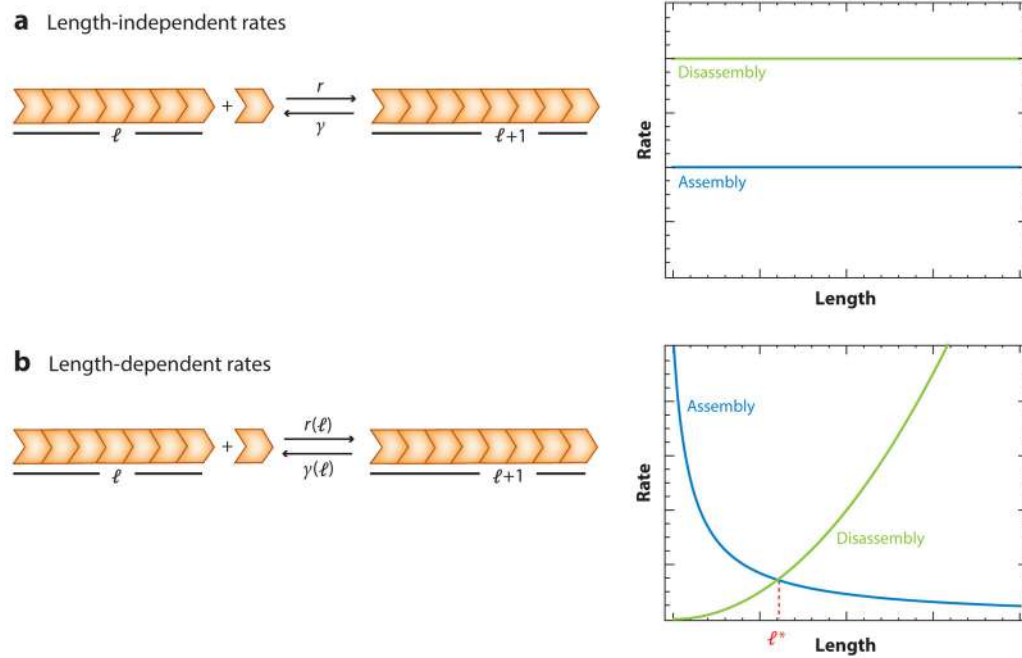 a Length-independent rates
+
r
γ
ℓ
ℓ+1
Rate
Disassembly
Assembly
Length
b Length-dependent rates
+
r(ℓ)
γ(ℓ)
ℓ
ℓ+1
Rate
Assembly
Disassembly
ℓ*
Length